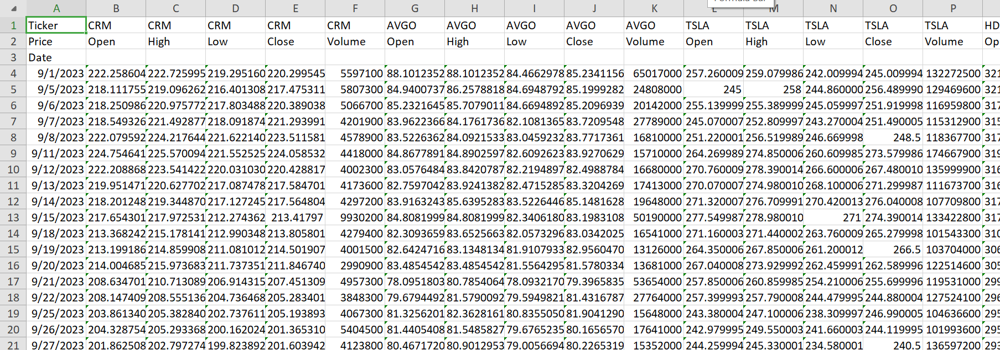 A B C D E F G H I J K L M N O P
1 Ticker CRM CRM CRM CRM CRM AVGO AVGO AVGO AVGO AVGO TSLA TSLA TSLA TSLA TSLA HD
2 Price Open High Low Close Volume Open High Low Close Volume Open High Low Close Volume Op
3 Date
4 9/1/2023 222.258604 222.725995 219.295160 220.299545 5597100 88.1012352 88.1012352 84.4662978 85.2341156 65017000 257.260009 259.079986 242.009994 245.009994 132272500 321
5 9/5/2023 218.111755 219.096262 216.401308 217.475311 5807300 84.9400737 86.2578818 84.6948792 85.1999282 24808000 245 258 244.860000 256.489990 129469600 321
6 9/6/2023 218.250986 220.975772 217.803488 220.389038 5066700 85.2321645 85.7079011 84.6694892 85.2096939 20142000 255.139999 255.389999 245.059997 251.919998 116959800 317
7 9/7/2023 218.549326 221.492877 218.091874 221.293991 4201900 83.9622366 84.1761736 82.1081365 83.7209548 27789000 245.070007 252.809997 243.270004 251.490005 115312900 315
8 9/8/2023 222.079592 224.217644 221.622140 223.511581 4578900 83.5226362 84.0921533 83.0459232 83.7717361 16810000 251.220001 256.519989 246.669998 248.5 118367700 317
9 9/11/2023 224.754641 225.570094 221.552525 224.058532 4418000 84.8677891 84.8902597 82.6092623 83.9270629 15710000 264.269989 274.850006 260.609985 273.579986 174667900 319
10 9/12/2023 222.208868 223.541422 220.031030 220.428817 4002300 83.0576484 83.8420787 82.2194897 82.4988784 16680000 270.760009 278.390014 266.600006 267.480010 135999900 316
11 9/13/2023 219.951471 220.627702 217.087478 217.584701 4173600 82.7597042 83.9241382 82.4715285 83.3204269 17413000 270.070007 274.980010 268.100006 271.299987 111673700 316
12 9/14/2023 218.201248 219.344870 217.127245 217.564804 4297200 83.9163243 85.6395283 83.5226446 85.1481628 19648000 271.320007 276.709991 270.420013 276.040008 107709800 317
13 9/15/2023 217.654301 217.972531 212.274362 213.41797 9930200 84.8081999 84.8081999 82.3406180 83.1983108 50190000 277.549987 278.980010 271 274.390014 133422800 317
14 9/18/2023 213.368242 215.178141 212.990348 213.805801 4279400 82.3093659 83.6525663 82.0573296 83.0342025 16541000 271.160003 271.440002 263.760009 265.279998 101543300 310
15 9/19/2023 213.199186 214.859908 211.081012 214.501907 4001500 82.6424716 83.1348134 81.9107933 82.9560470 13126000 264.350006 267.850006 261.200012 266.5 103704000 306
16 9/20/2023 214.004685 215.973683 211.737351 211.846740 2990900 83.4854542 83.4854542 81.5564295 81.5780334 13681000 267.040008 273.929992 262.459991 262.589996 122514600 305
17 9/21/2023 208.634701 210.713089 206.914315 207.451309 4957300 78.0951803 80.7854064 78.0932170 79.3965835 53654000 257.850006 260.859985 254.210006 255.699996 119531000 299
18 9/22/2023 208.147409 208.555136 204.736468 205.283401 3848300 79.6794492 81.5790092 79.5949821 81.4316787 27764000 257.399993 257.790008 244.479995 244.880004 127524100 296
19 9/25/2023 203.861340 205.382840 202.737611 205.193893 4067300 81.3256201 82.3628161 80.8355050 81.9041290 15648000 243.380004 247.100006 238.309997 246.990005 104636600 295
20 9/26/2023 204.328754 205.293368 200.162024 201.365310 5404500 81.4405408 81.5485827 79.6765235 80.1656570 17641000 242.979995 249.550003 241.660003 244.119995 101993600 295
21 9/27/2023 201.862508 202.797274 199.823892 201.603942 4123800 80.4671720 80.9012953 79.0056694 80.2265319 15352000 244.259994 245.330001 234.580001 240.5 136597200 293